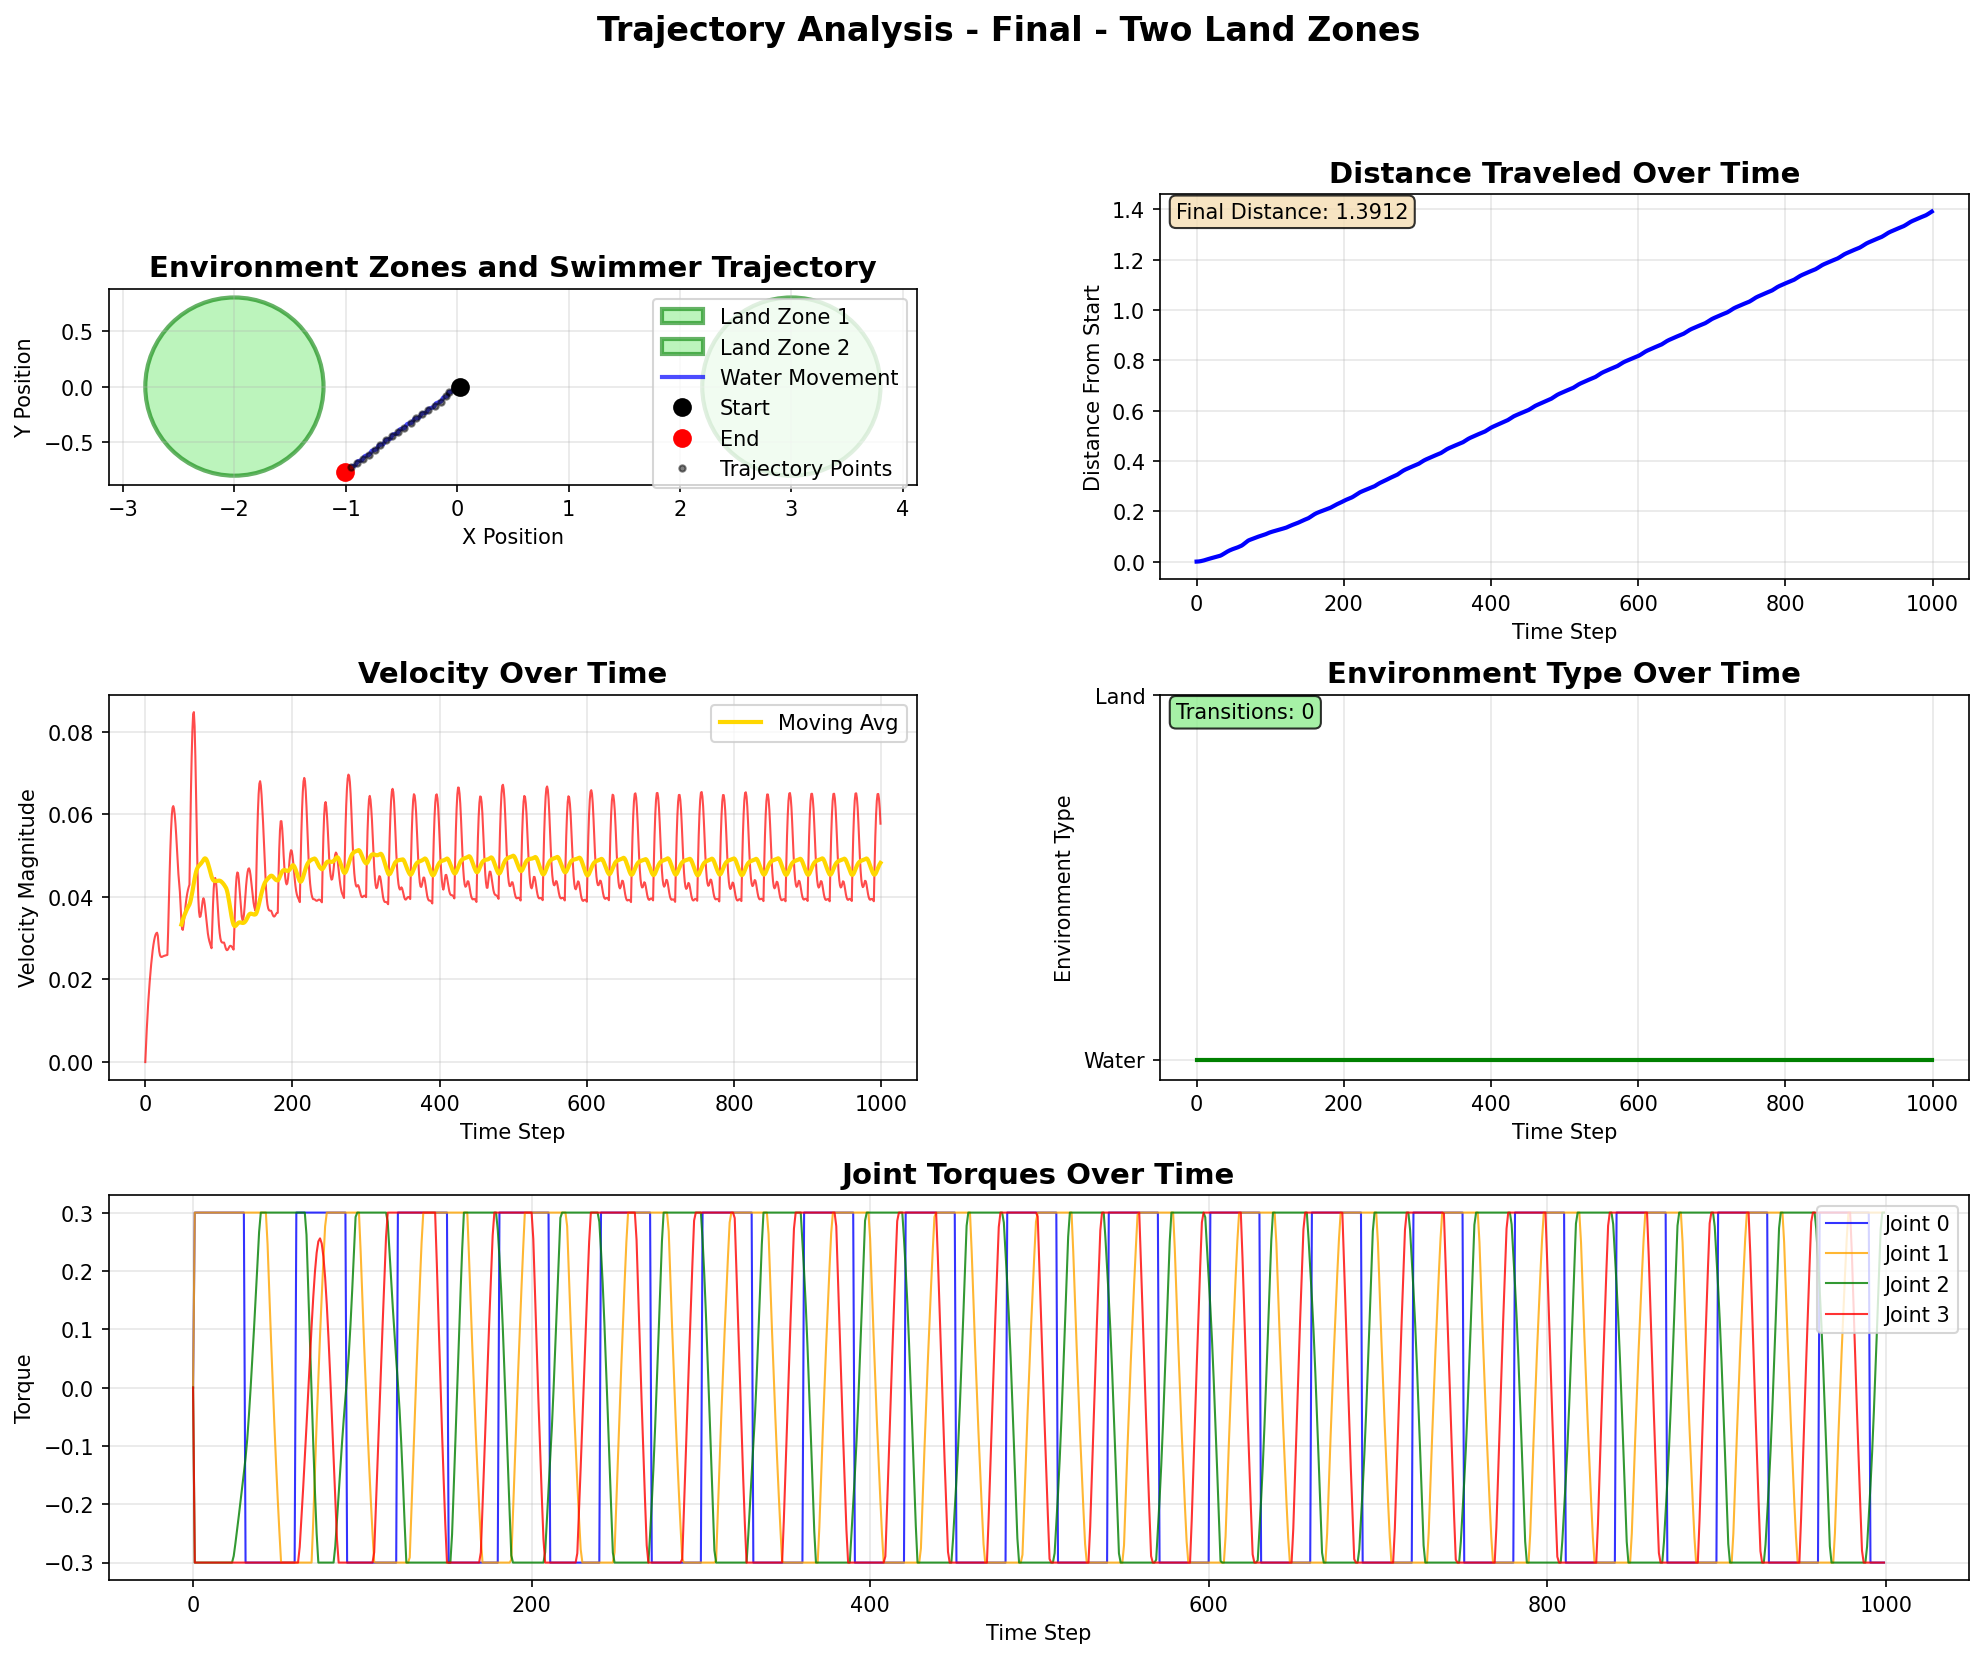 Trajectory Analysis - Final - Two Land Zones
Environment Zones and Swimmer Trajectory
Y Position
0.5
0.0
−0.5
−3
−2
−1
0
1
2
3
4
X Position
Land Zone 1
Land Zone 2
Water Movement
Start
End
Trajectory Points
Distance Traveled Over Time
Final Distance: 1.3912
Distance From Start
1.4
1.2
1.0
0.8
0.6
0.4
0.2
0.0
0
200
400
600
800
1000
Time Step
Velocity Over Time
Moving Avg
Velocity Magnitude
0.08
0.06
0.04
0.02
0.00
0
200
400
600
800
1000
Time Step
Environment Type Over Time
Transitions: 0
Environment Type
Land
Water
0
200
400
600
800
1000
Time Step
Joint Torques Over Time
Torque
0.3
0.2
0.1
0.0
−0.1
−0.2
−0.3
Joint 0
Joint 1
Joint 2
Joint 3
0
200
400
600
800
1000
Time Step